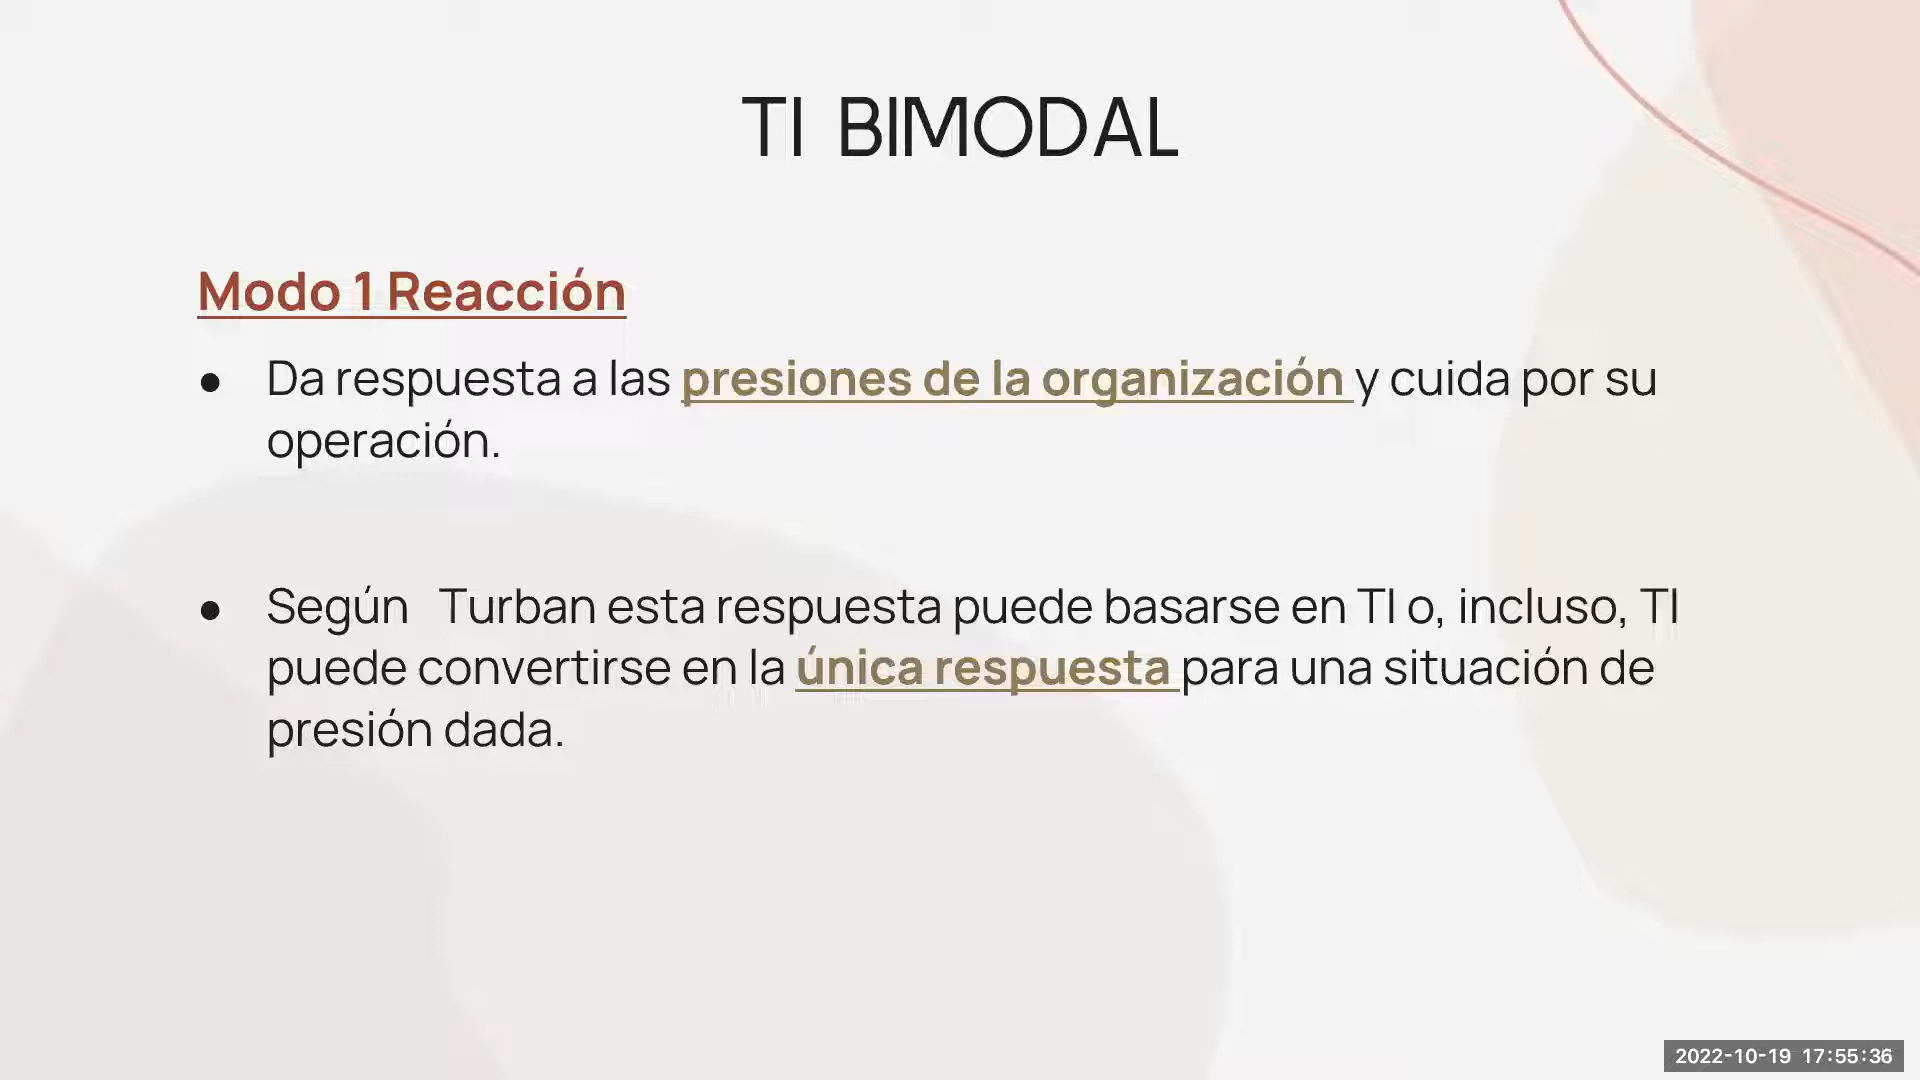 TI BIMODAL
Modo 1 Reacción
● Da respuesta a las presiones de la organización y cuida por su
operación.
● Según Turban esta respuesta puede basarse en TI o, incluso, TI
puede convertirse en la única respuesta para una situación de
presión dada.
2022-10-19 17:55:36